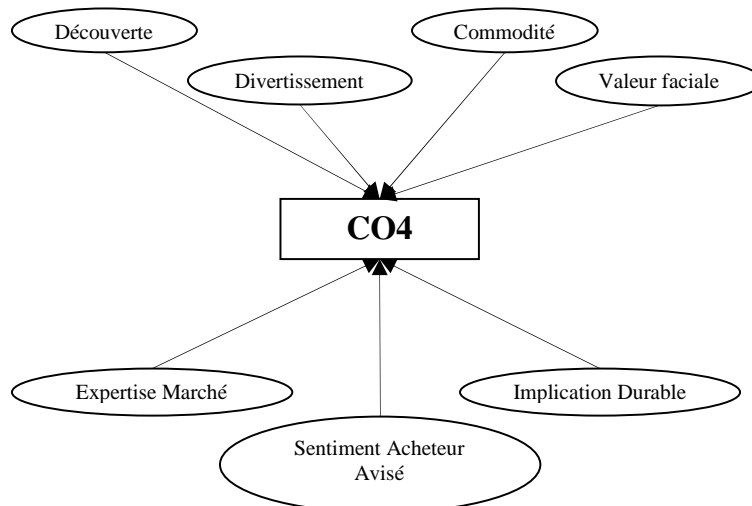 Découverte
Commodité
Divertissement
Valeur faciale
CO4
Expertise Marché
Implication Durable
Sentiment Acheteur
Avisé